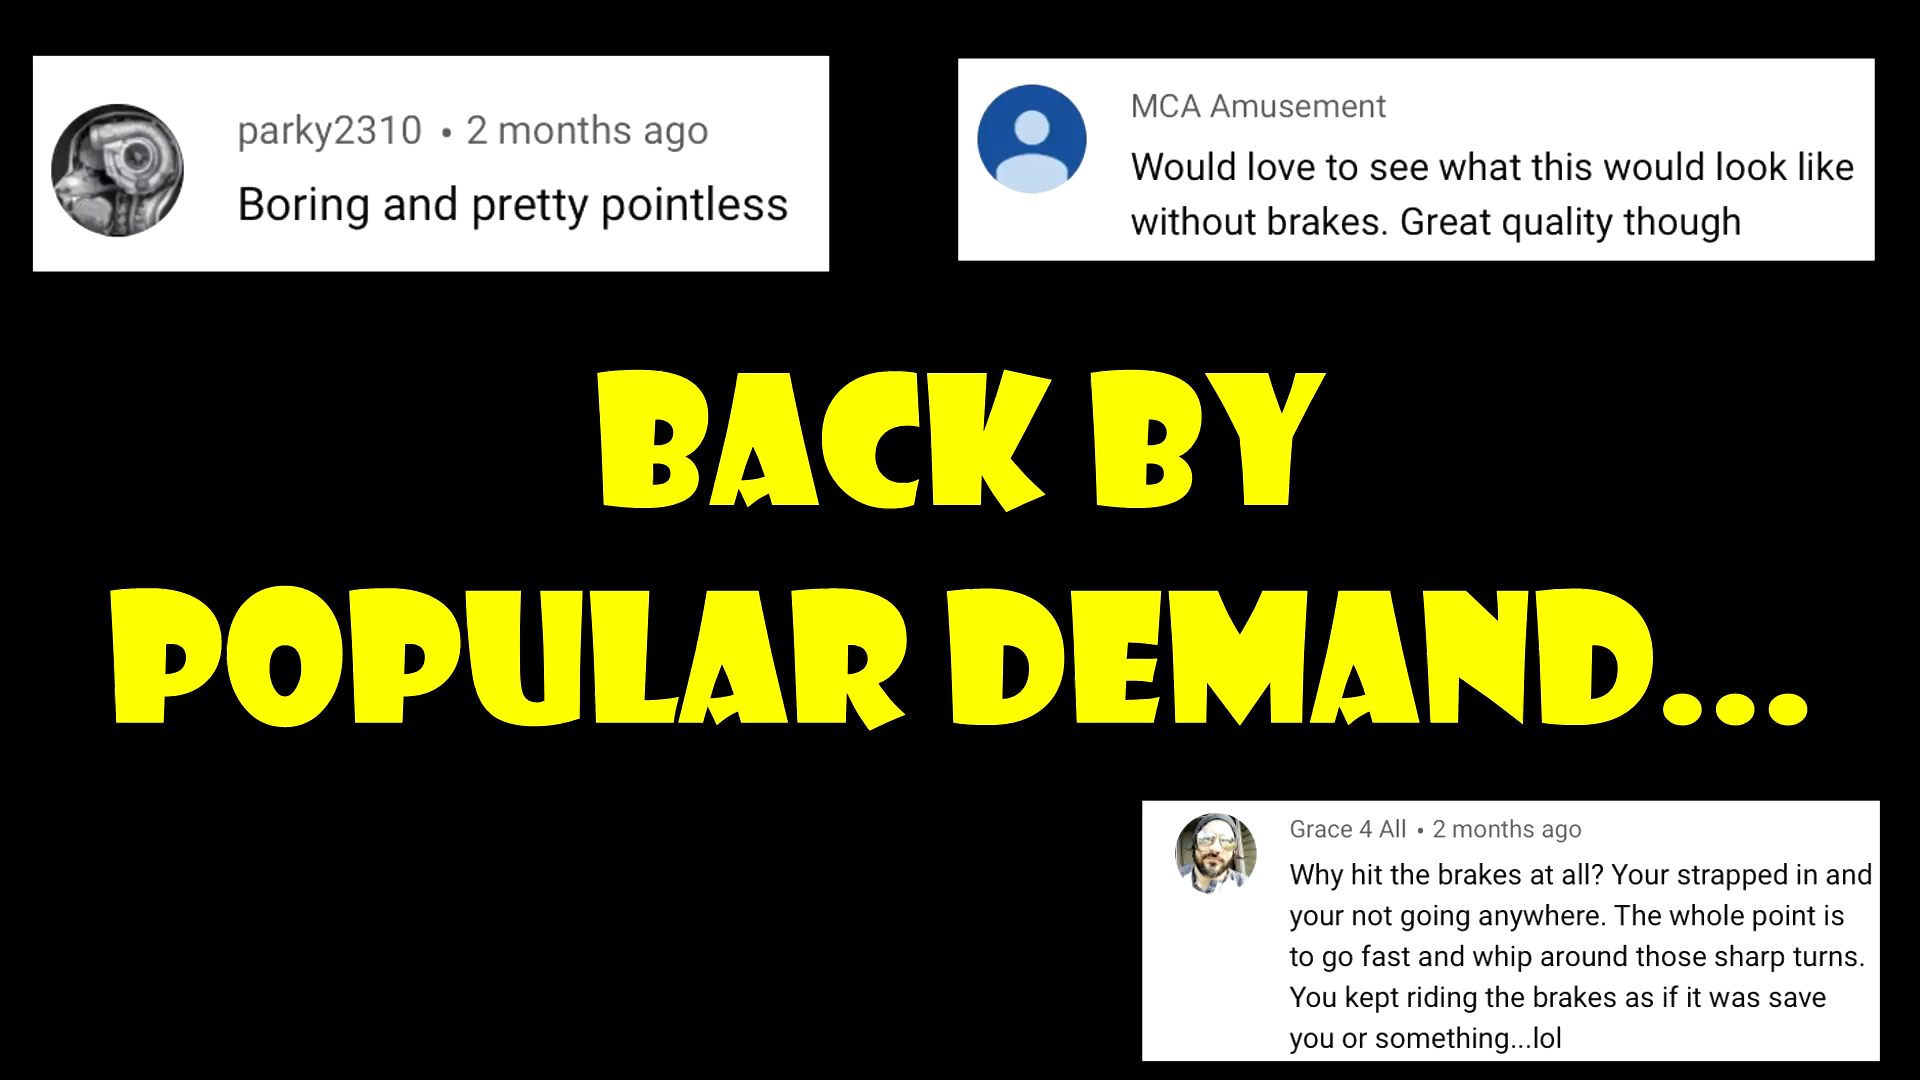 parky2310 • 2 months ago
Boring and pretty pointless
MCA Amusement
Would love to see what this would look like
without brakes. Great quality though
BACK BY
POPULAR DEMAND...
Grace 4 All • 2 months ago
Why hit the brakes at all? Your strapped in and
your not going anywhere. The whole point is
to go fast and whip around those sharp turns.
You kept riding the brakes as if it was save
you or something...lol